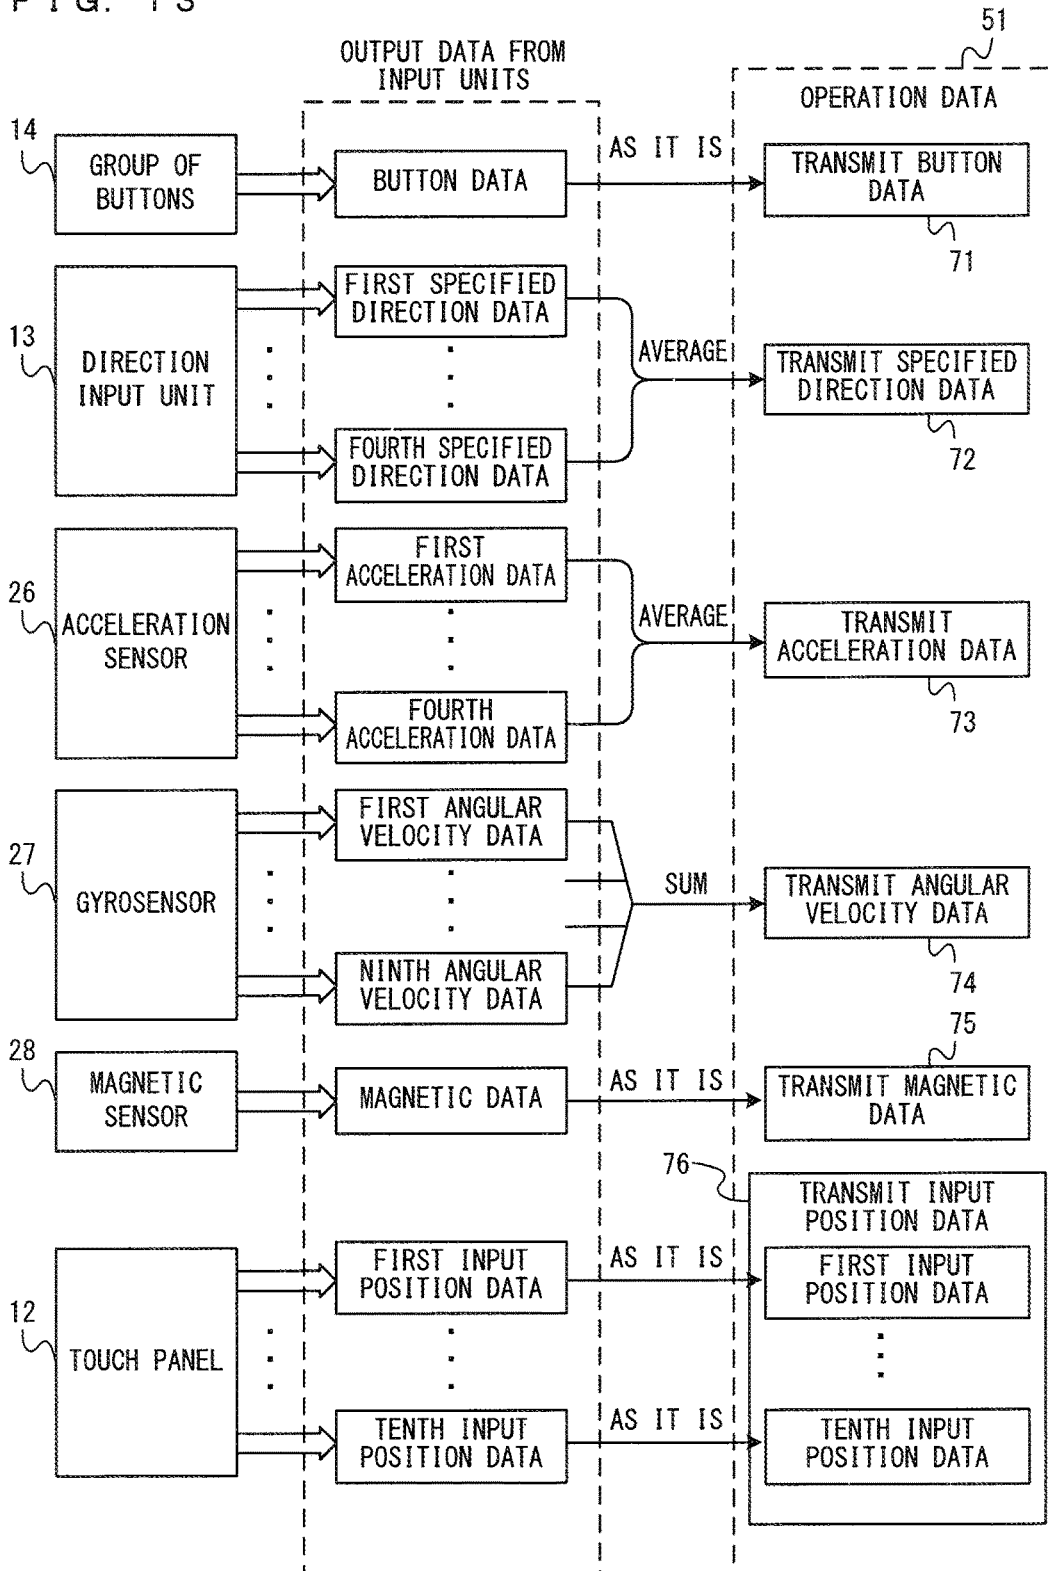 FIG. 13
51
OUTPUT DATA FROM
INPUT UNITS
OPERATION DATA
14
GROUP OF
BUTTONS
BUTTON DATA
AS IT IS
TRANSMIT BUTTON
DATA
71
13
DIRECTION
INPUT UNIT
FIRST SPECIFIED
DIRECTION DATA
FOURTH SPECIFIED
DIRECTION DATA
AVERAGE
TRANSMIT SPECIFIED
DIRECTION DATA
72
26
ACCELERATION
SENSOR
FIRST
ACCELERATION DATA
FOURTH
ACCELERATION DATA
AVERAGE
TRANSMIT
ACCELERATION DATA
73
27
GYROSENSOR
FIRST ANGULAR
VELOCITY DATA
NINTH ANGULAR
VELOCITY DATA
SUM
TRANSMIT ANGULAR
VELOCITY DATA
74
28
MAGNETIC
SENSOR
MAGNETIC DATA
AS IT IS
75
TRANSMIT MAGNETIC
DATA
76
TRANSMIT INPUT
POSITION DATA
12
TOUCH PANEL
FIRST INPUT
POSITION DATA
AS IT IS
FIRST INPUT
POSITION DATA
TENTH INPUT
POSITION DATA
AS IT IS
TENTH INPUT
POSITION DATA